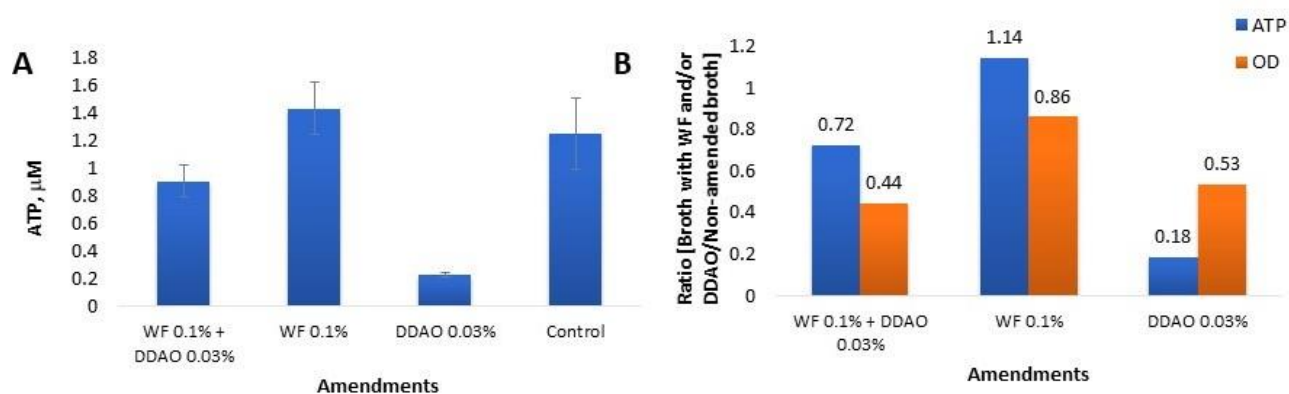 A
ATP, μM
1.8
1.6
1.4
1.2
1
0.8
0.6
0.4
0.2
0
WF 0.1% +
DDAO 0.03%
WF 0.1%
DDAO 0.03%
Control
Amendments
B
Ratio [Broth with WF and/or
DDAO/Non-amendedbroth]
1.2
1
0.8
0.6
0.4
0.2
0
0.72
0.44
1.14
0.86
0.18
0.53
WF 0.1% + DDAO
0.03%
WF 0.1%
DDAO 0.03%
Amendments
ATP
OD